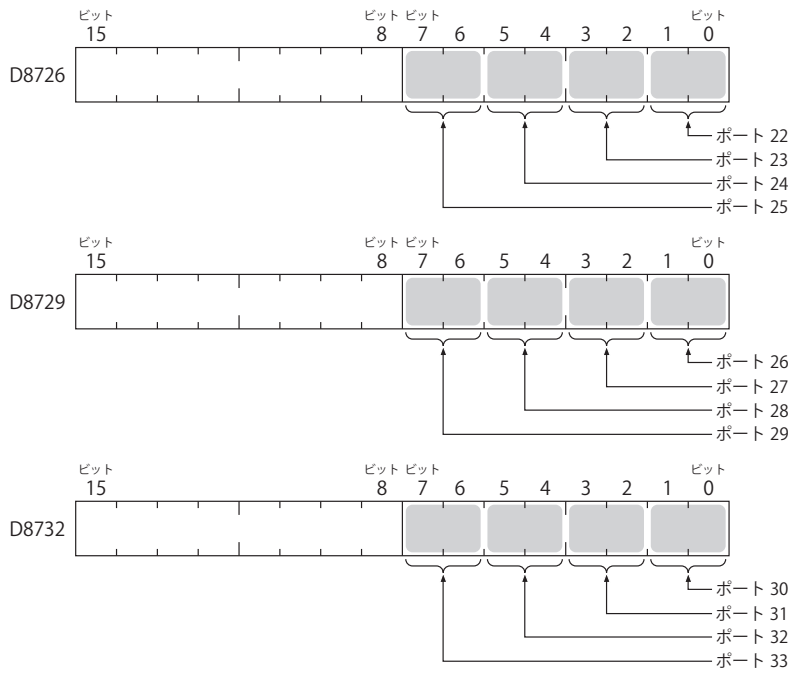 ビット ビット ビット ビット
15 8 7 6 5 4 3 2 1 0
D8726
ポート 22
ポート 23
ポート 24
ポート 25
ビット ビット ビット ビット
15 8 7 6 5 4 3 2 1 0
D8729
ポート 26
ポート 27
ポート 28
ポート 29
ビット ビット ビット ビット
15 8 7 6 5 4 3 2 1 0
D8732
ポート 30
ポート 31
ポート 32
ポート 33